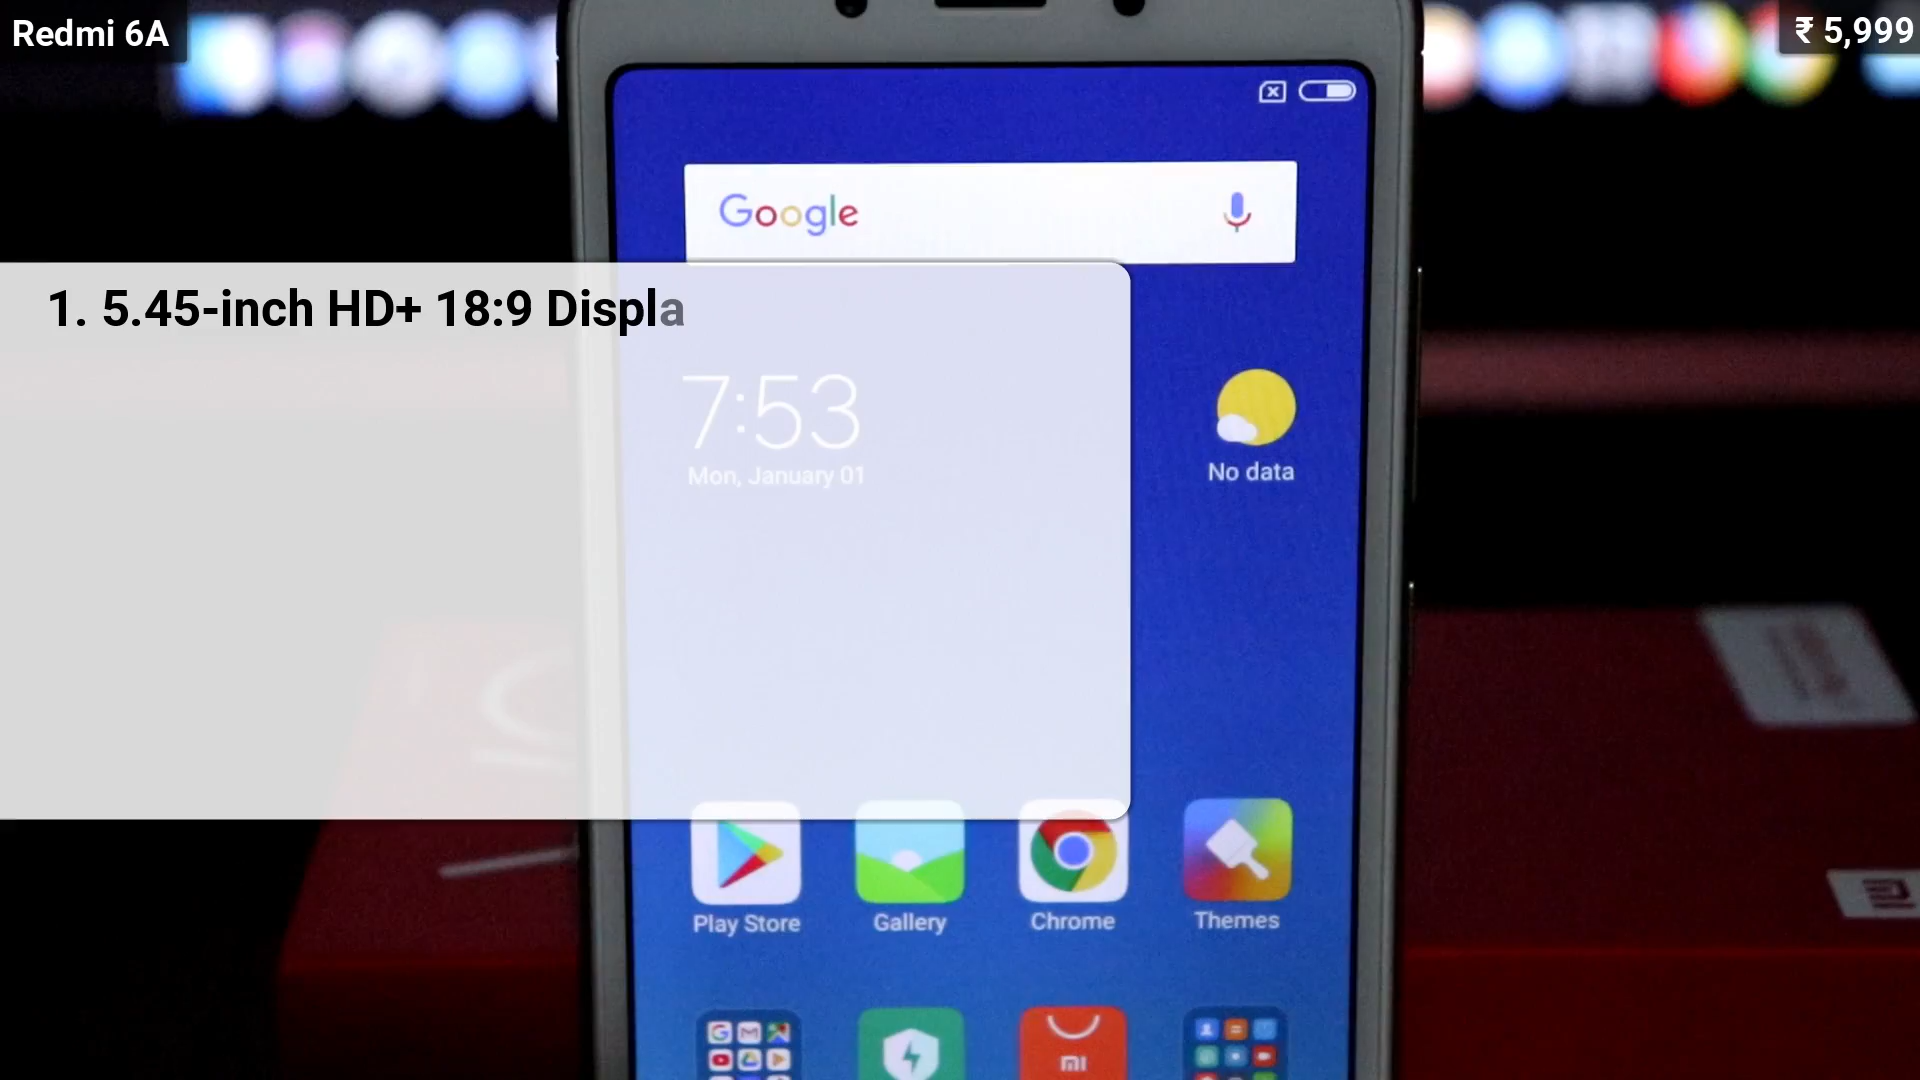 Redmi 6A
₹ 5,999
Google
1. 5.45-inch HD+ 18:9 Displa
7:53
Mon, January 01
No data
Play Store
Gallery
Chrome
Themes
mi